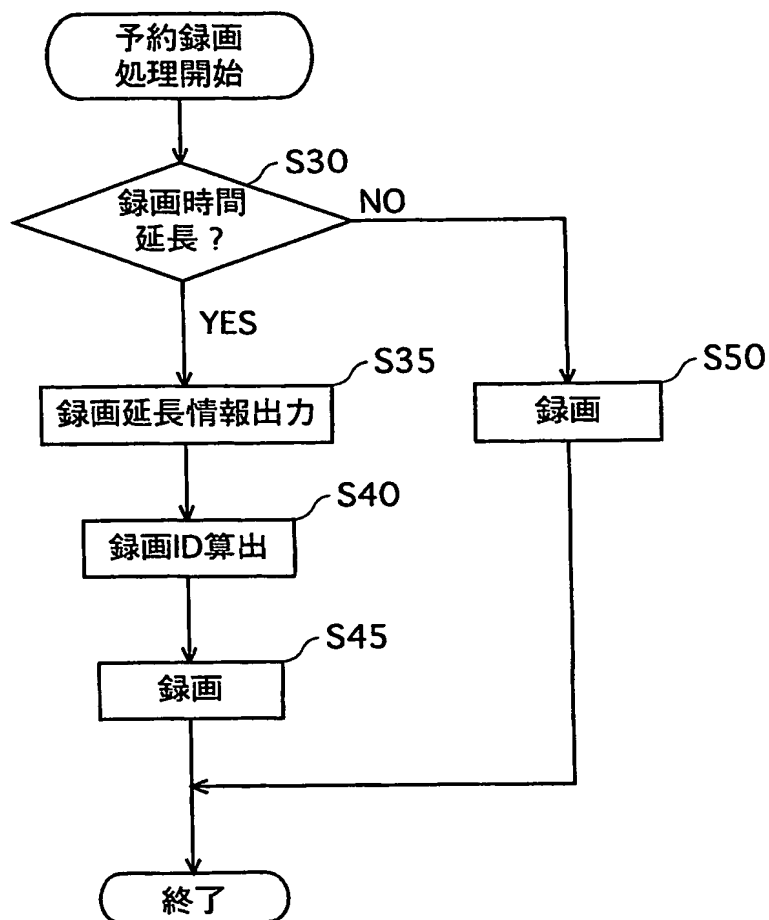 予約録画
処理開始
S30
録画時間
延長？
NO
YES
S35
録画延長情報出力
S50
録画
S40
録画ID算出
S45
録画
終了